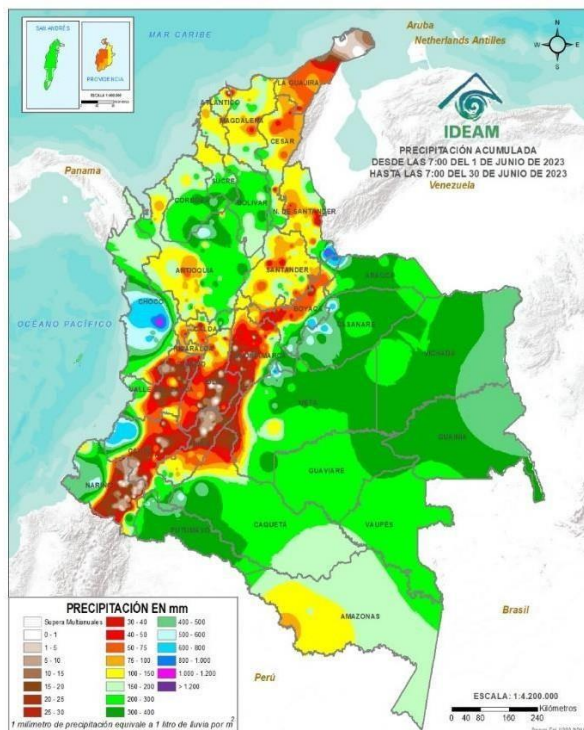 SAN ANDRÉS
PROVIDENCIA
MAR CARIBE
Aruba
Netherlands Antilles
N
W
E
S
LA GUAJIRA
ATLÁNTICO
MAGDALENA
CESAR
IDEAM
PRECIPITACIÓN ACUMULADA
DESDE LAS 7:00 DEL 1 DE JUNIO DE 2023
HASTA LAS 7:00 DEL 30 DE JUNIO DE 2023
Venezuela
Panama
SUCRE
BOLIVAR
N. DE SANTANDER
ANTIOQUIA
SANTANDER
ARAUCA
CHOCO
BOYACÁ
CASANARE
OCÉANO PACÍFICO
CALDAS
VICHADA
VALLE
META
GUAINIA
GUAVIARE
NARIÑO
PUTUMAYO
CAQUETÁ
VAUPÉS
AMAZONAS
Brasil
Perú
PRECIPITACIÓN EN mm
0 - 1
1 - 5
5 - 10
10 - 15
15 - 20
20 - 25
25 - 30
30 - 40
40 - 50
50 - 75
75 - 100
100 - 150
150 - 200
200 - 300
300 - 400
400 - 500
500 - 600
600 - 800
800 - 1.000
1.000 - 1.200
> 1.200
1 milímetro de precipitación equivale a 1 litro de lluvia por m²
ESCALA: 1:4.200.000
Kilómetros
0 40 80 160 240